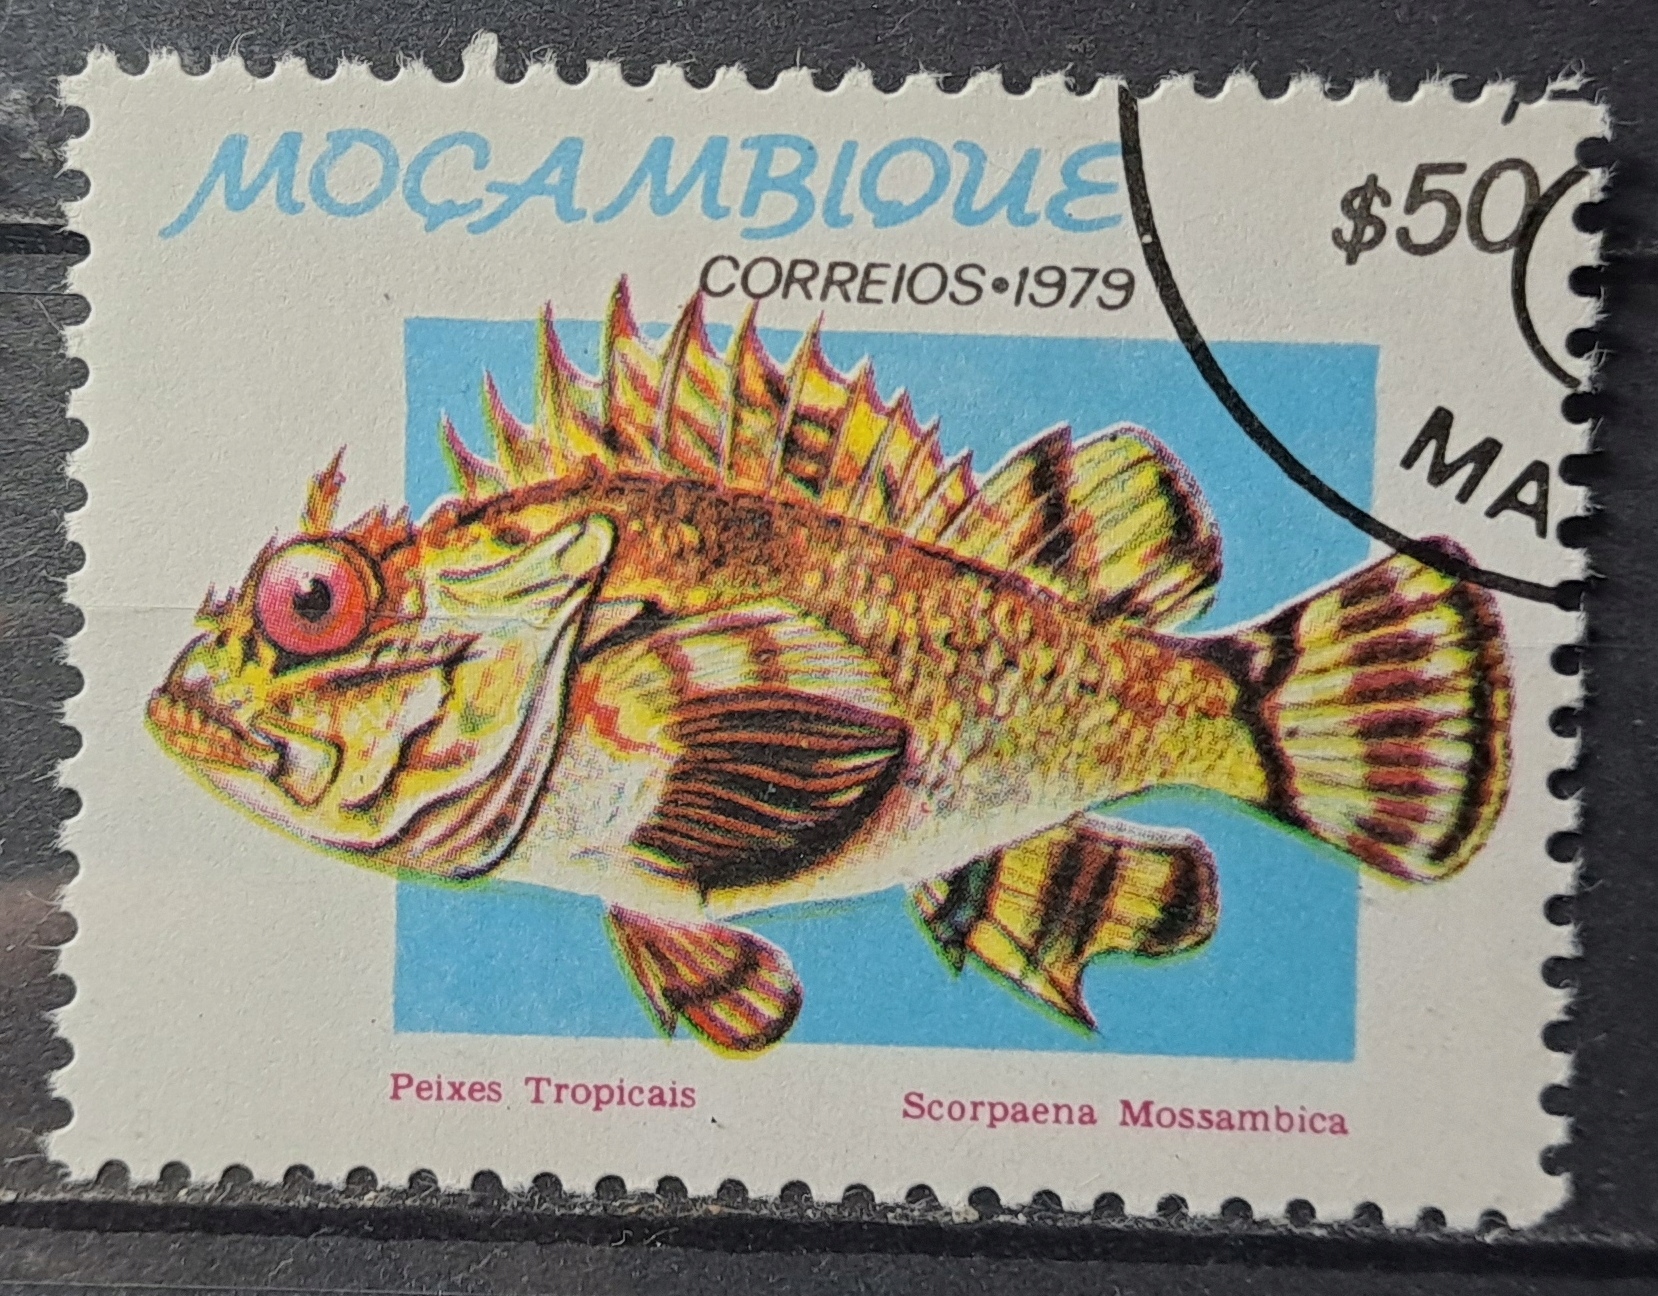 MOÇAMBIQUE
$50
CORREIOS•1979
MA
Peixes Tropicais
Scorpaena Mossambica